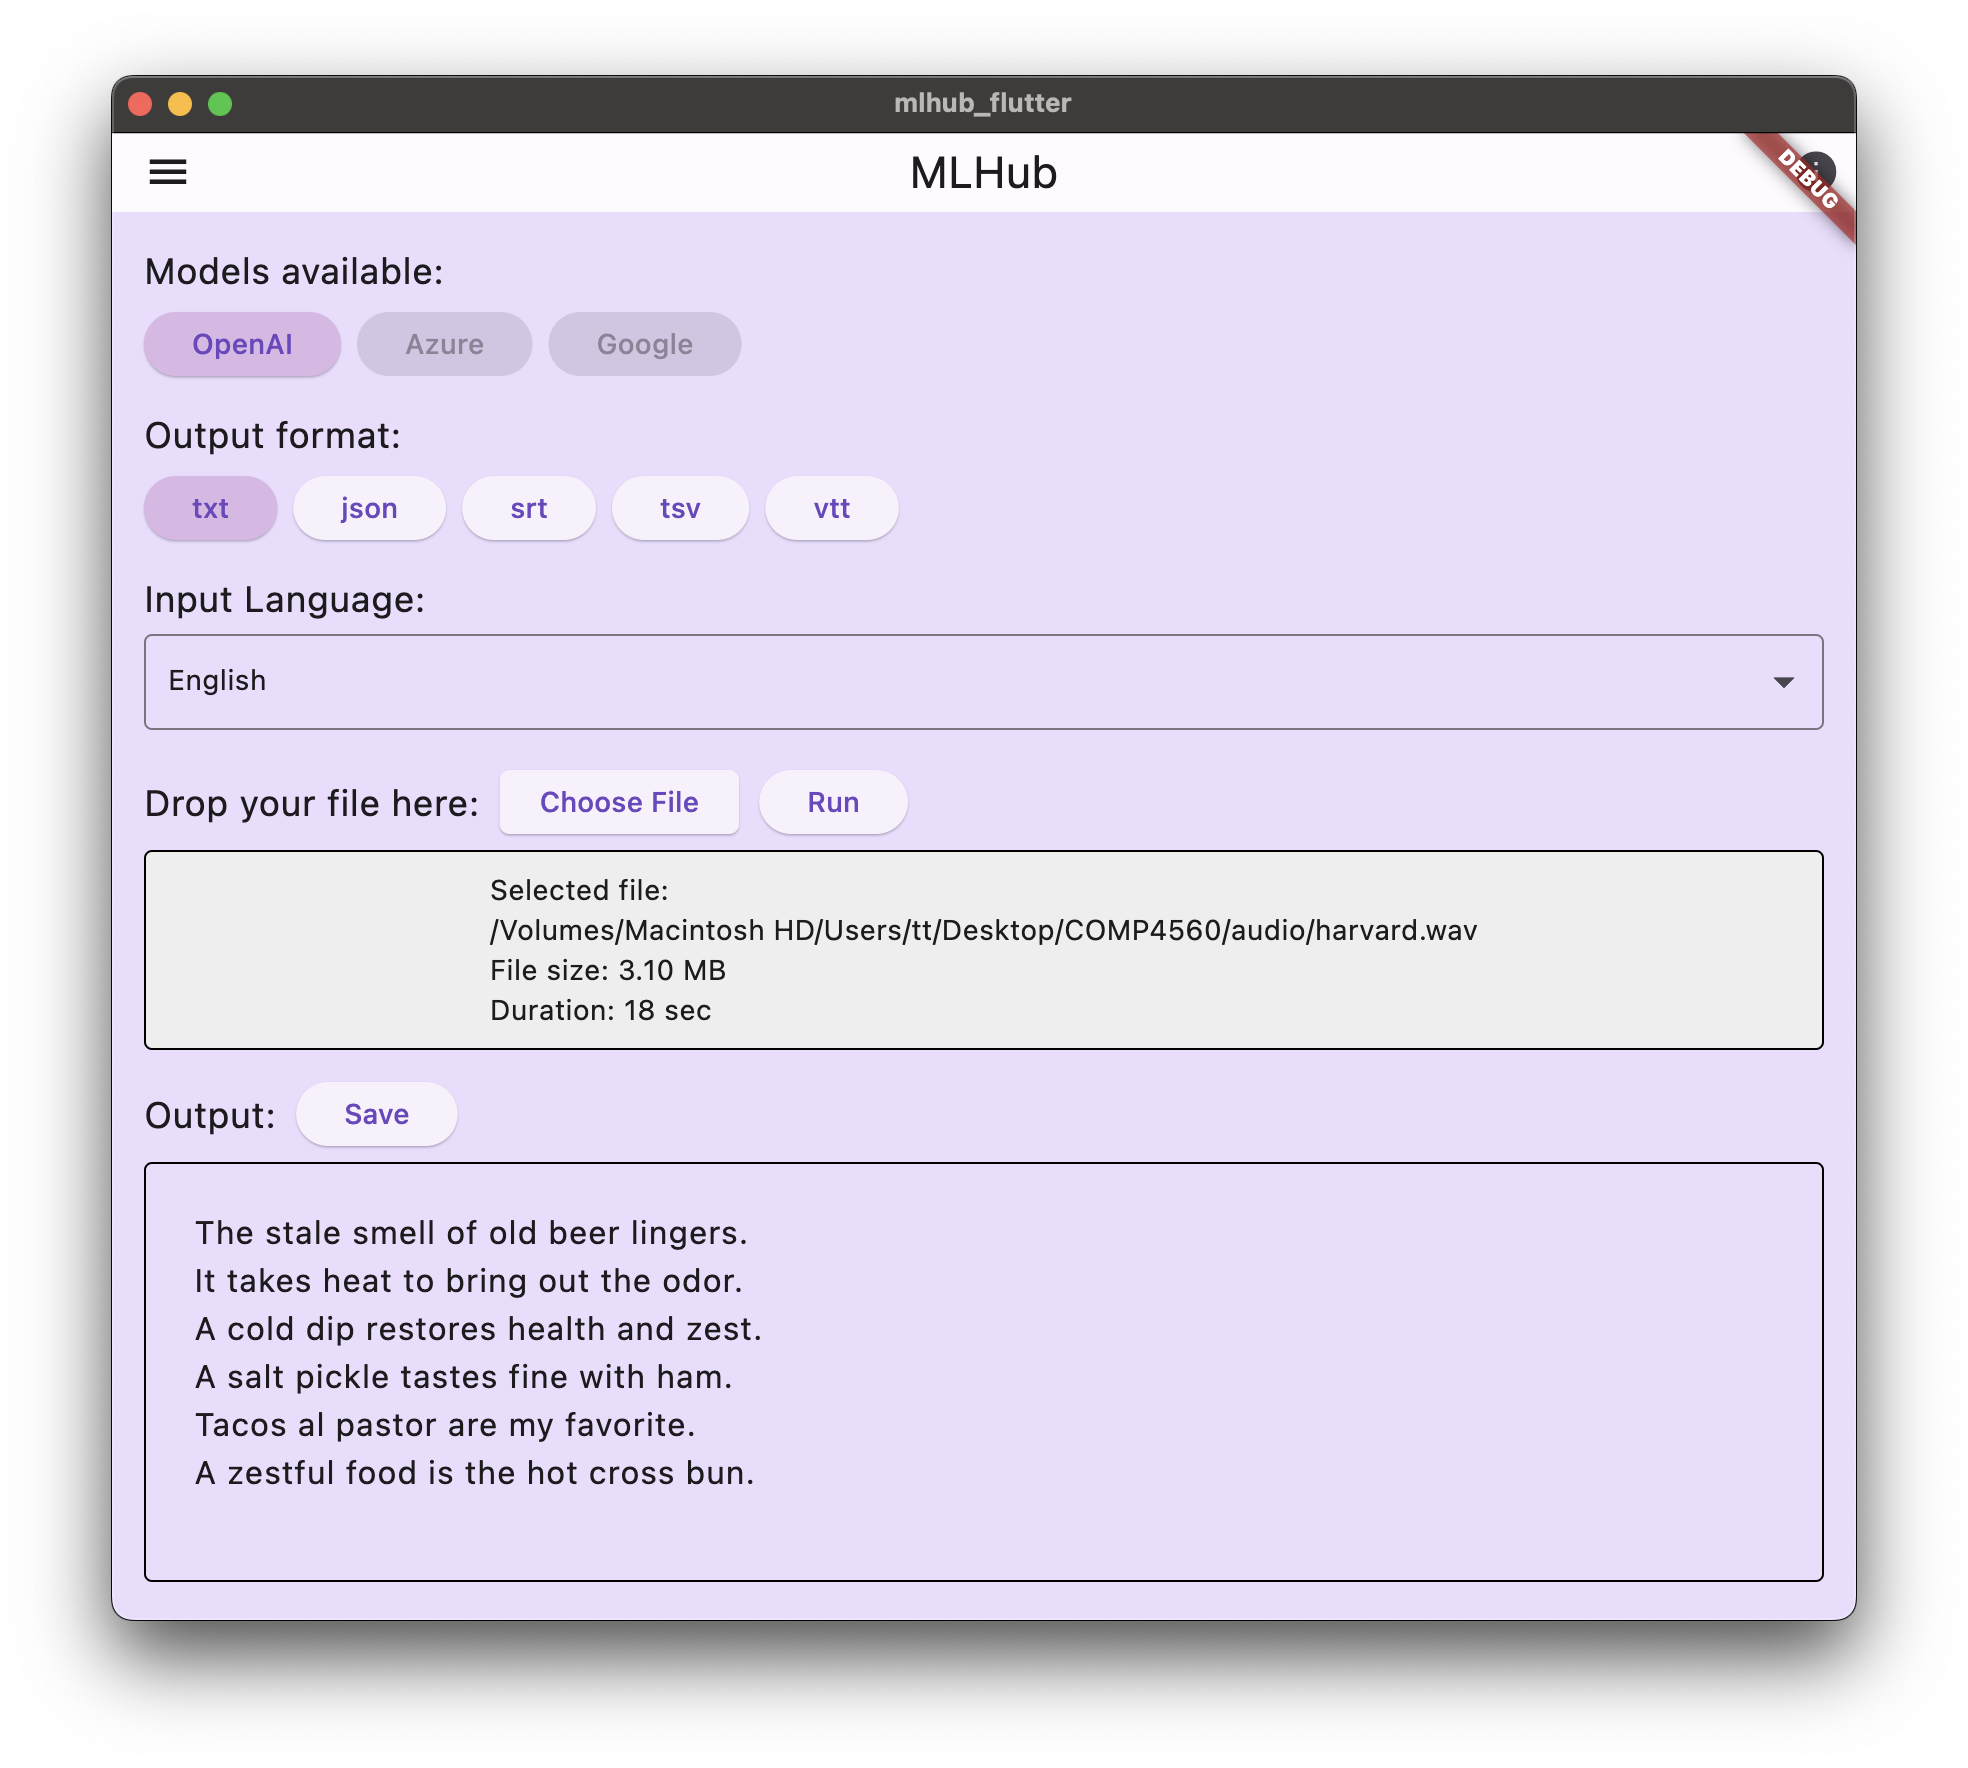 mlhub_flutter
MLHub
DEBUG
Models available:
OpenAI Azure Google
Output format:
txt json srt tsv vtt
Input Language:
English
Drop your file here: Choose File Run
Selected file:
/Volumes/Macintosh HD/Users/tt/Desktop/COMP4560/audio/harvard.wav
File size: 3.10 MB
Duration: 18 sec
Output: Save
The stale smell of old beer lingers.
It takes heat to bring out the odor.
A cold dip restores health and zest.
A salt pickle tastes fine with ham.
Tacos al pastor are my favorite.
A zestful food is the hot cross bun.